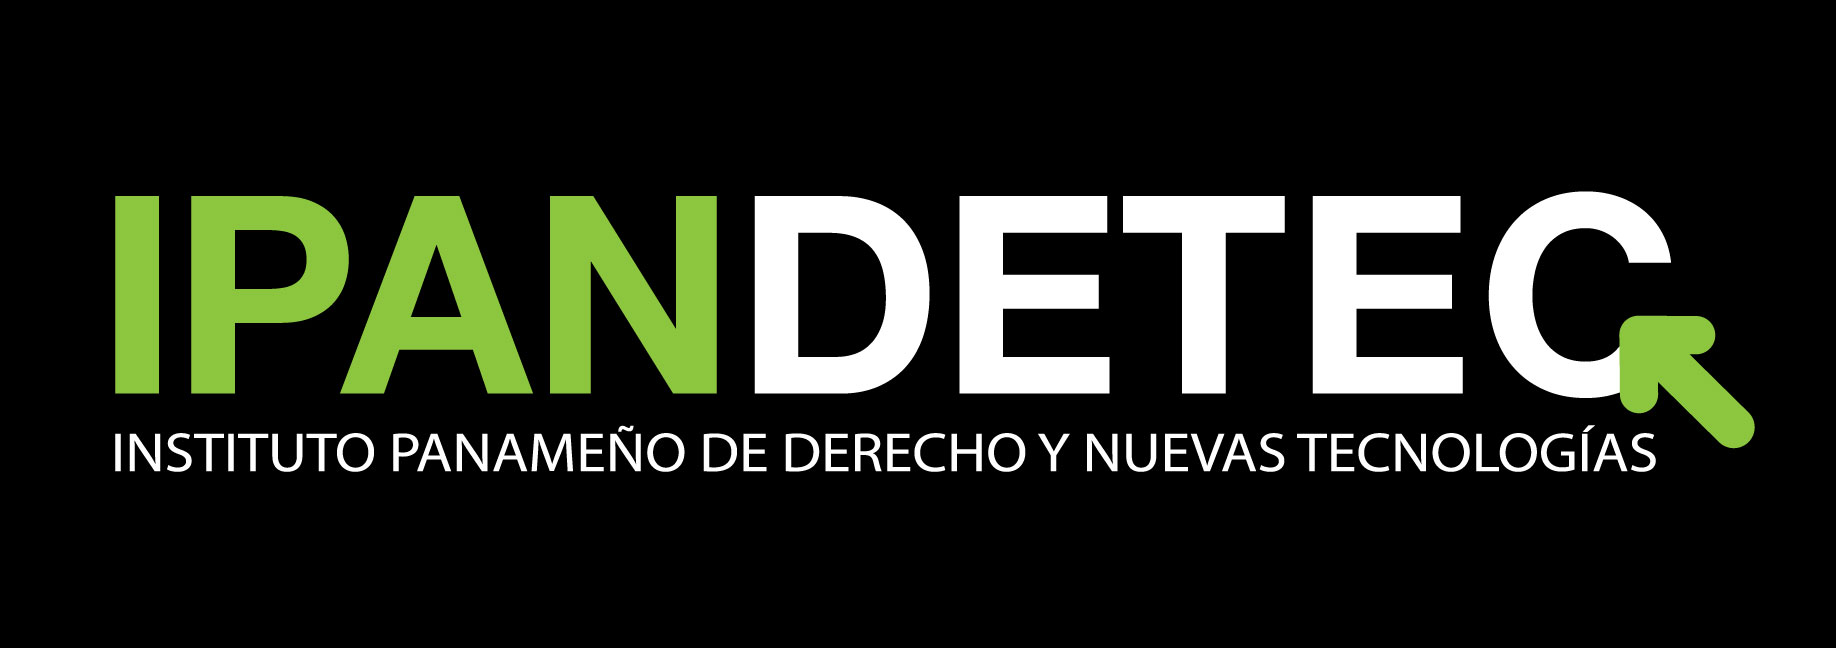 IPANDETEC
INSTITUTO PANAMEÑO DE DERECHO Y NUEVAS TECNOLOGÍAS